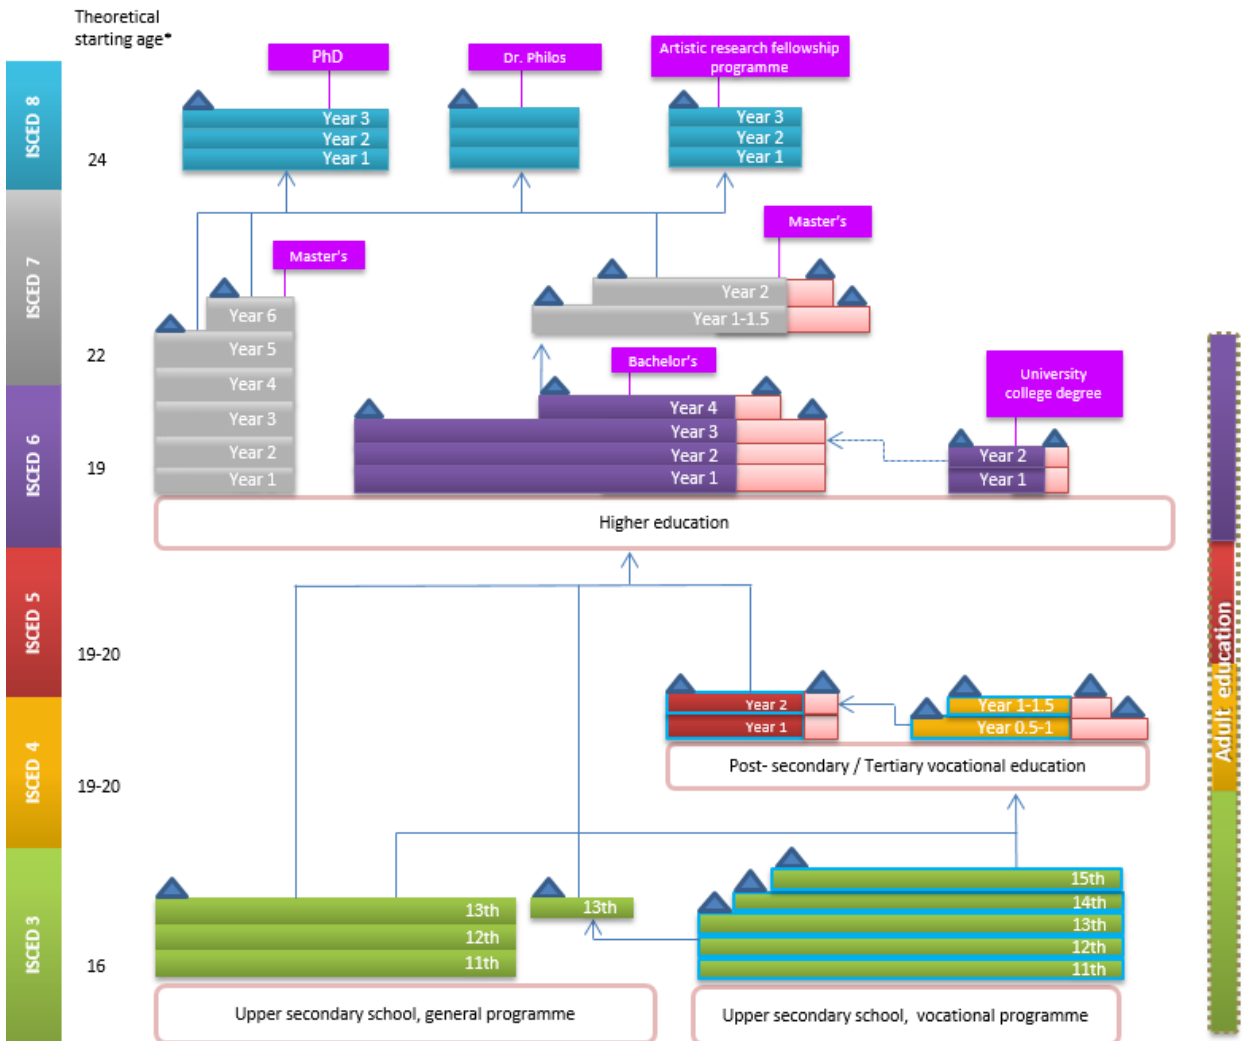 Theoretical
starting age*
ISCED 8
24
PhD
Year 3
Year 2
Year 1
Dr. Philos
Artistic research fellowship
programme
Year 3
Year 2
Year 1
ISCED 7
22
Master's
Year 6
Year 5
Year 4
Year 3
Year 2
Year 1
Master's
Year 2
Year 1-1.5
ISCED 6
19
Bachelor's
Year 4
Year 3
Year 2
Year 1
University
college degree
Year 2
Year 1
Higher education
ISCED 5
19-20
Year 2
Year 1
Year 1-1.5
Year 0.5-1
Post- secondary / Tertiary vocational education
ISCED 4
19-20
ISCED 3
16
13th
12th
11th
13th
15th
14th
13th
12th
11th
Upper secondary school, general programme
Upper secondary school, vocational programme
Adult education